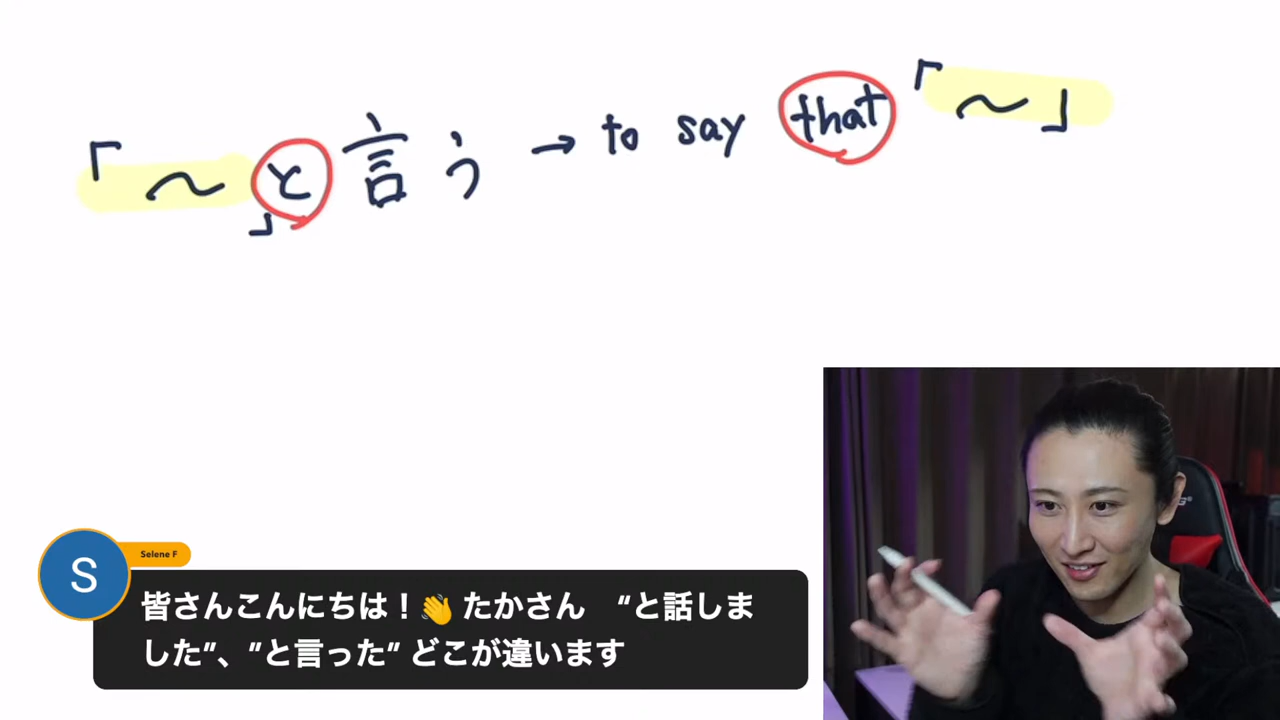 「~と」言う → to say that「~」
Selene F
S
皆さんこんにちは！👋 たかさん　“と話しま
した”、”と言った” どこが違います